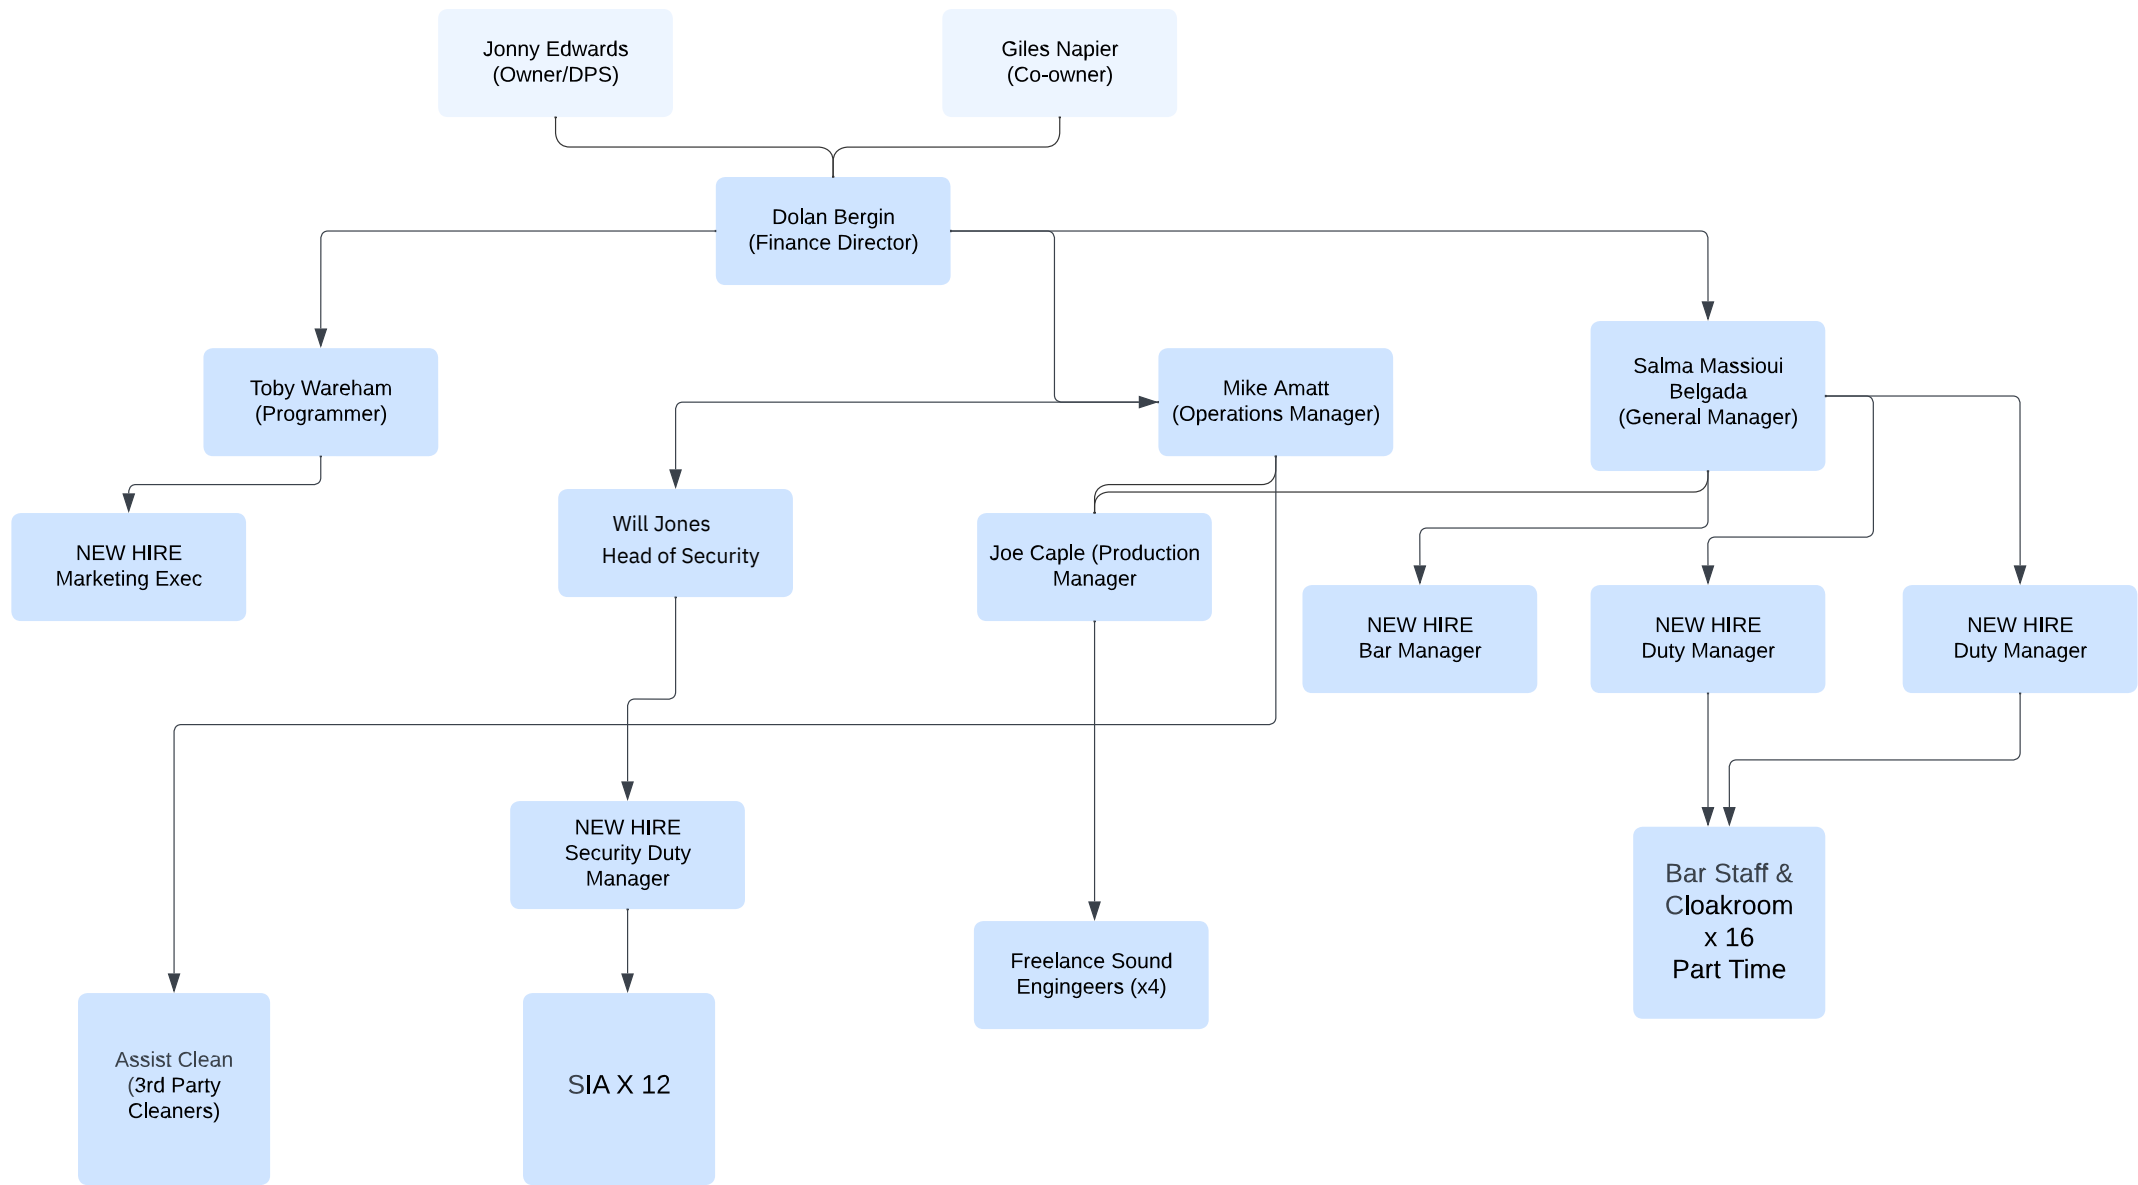 Jonny Edwards
(Owner/DPS)
Giles Napier
(Co-owner)
Dolan Bergin
(Finance Director)
Toby Wareham
(Programmer)
Mike Amatt
(Operations Manager)
Salma Massioui
Belgada
(General Manager)
NEW HIRE
Marketing Exec
Will Jones
Head of Security
Joe Caple (Production
Manager
NEW HIRE
Bar Manager
NEW HIRE
Duty Manager
NEW HIRE
Duty Manager
NEW HIRE
Security Duty
Manager
Freelance Sound
Engingeers (x4)
Bar Staff &
Cloakroom
x 16
Part Time
Assist Clean
(3rd Party
Cleaners)
SIA X 12